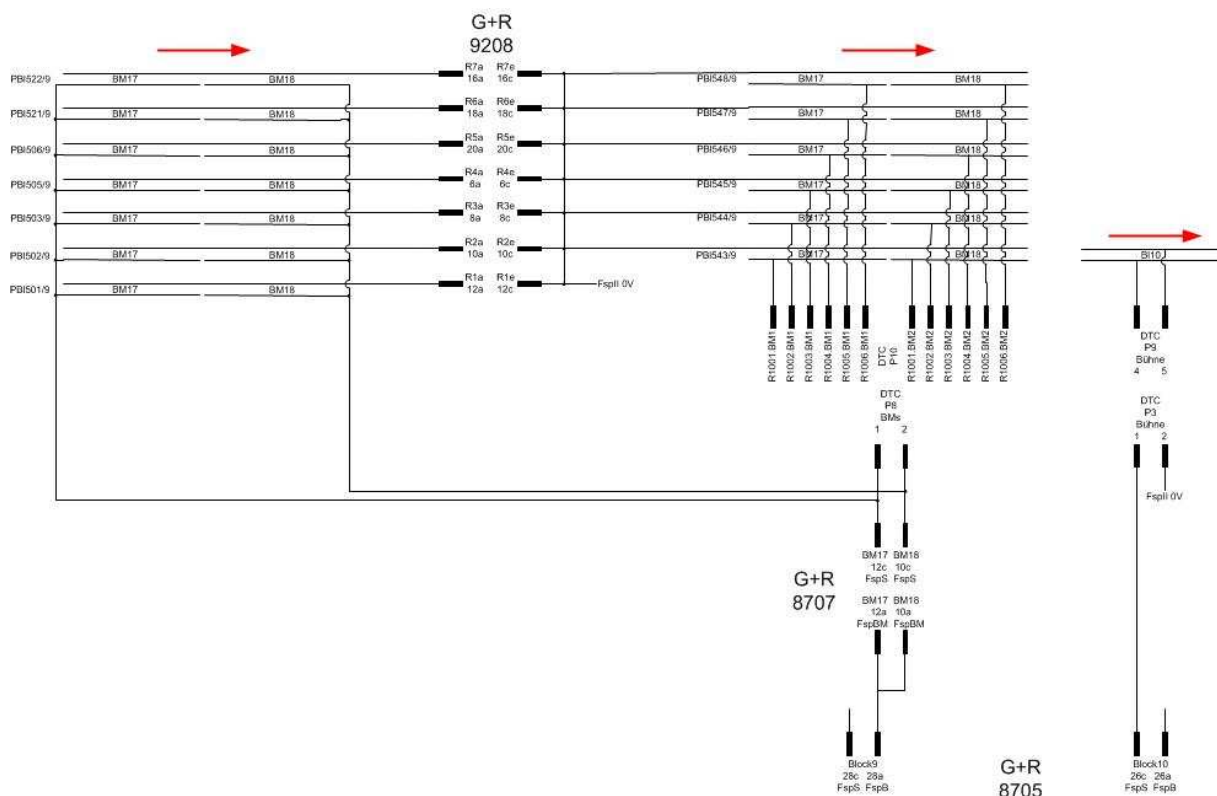 G+R
9208
PBI522/9 BM17 BM18 R7a R7e PBI548/9 BM17 BM18
16a 16c
PBI521/9 BM17 BM18 R6a R6e PBI547/9 BM17 BM18
18a 18c
PBI506/9 BM17 BM18 R5a R5e PBI546/9 BM17 BM18
20a 20c
PBI505/9 BM17 BM18 R4a R4e PBI545/9 BM17 BM18
6a 6c
PBI503/9 BM17 BM18 R3a R3e PBI544/9 BM17 BM18
8a 8c
PBI502/9 BM17 BM18 R2a R2e PBI543/9 BM17 BM18 BI10
10a 10c
PBI501/9 BM17 BM18 R1a R1e FspII 0V
12a 12c
R1001.BM1
R1002.BM1
R1003.BM1
R1004.BM1
R1005.BM1
R1006.BM1
DTC
P10
R1001.BM2
R1002.BM2
R1003.BM2
R1004.BM2
R1005.BM2
R1006.BM2
DTC
P9
Bühne
4 5
DTC
P6
BMs
1 2
DTC
P3
Bühne
1 2
FspII 0V
G+R
8707
BM17 BM18
12c 10c
FspS FspS
BM17 BM18
12a 10a
FspBM FspBM
Block9
28c 28a
FspS FspB
G+R
8705
Block10
26c 26a
FspS FspB